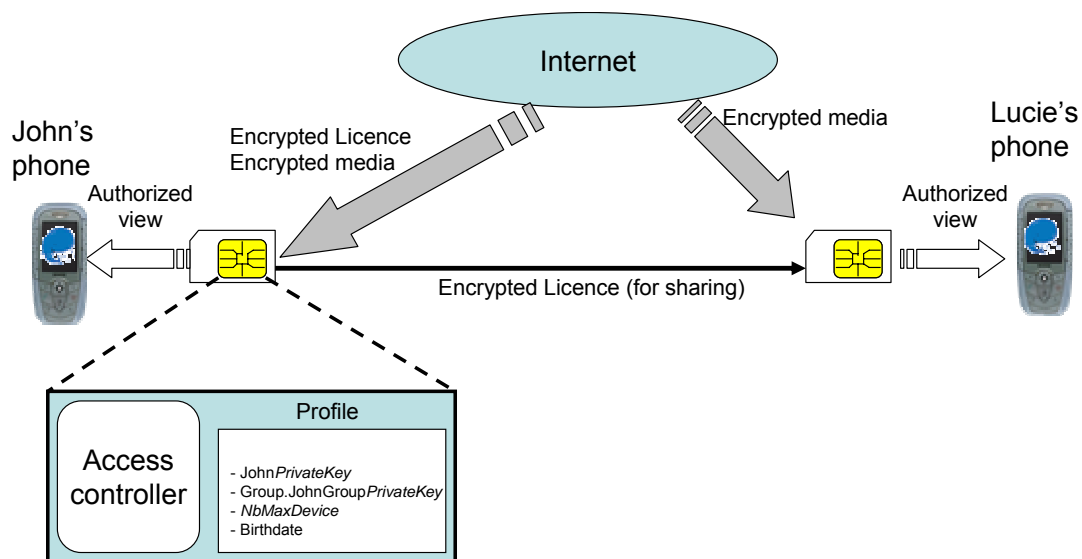 Internet
John's
phone
Encrypted Licence
Encrypted media
Encrypted media
Lucie's
phone
Authorized
view
Authorized
view
Encrypted Licence (for sharing)
Access
controller
Profile
- JohnPrivateKey
- Group.JohnGroupPrivateKey
- NbMaxDevice
- Birthdate